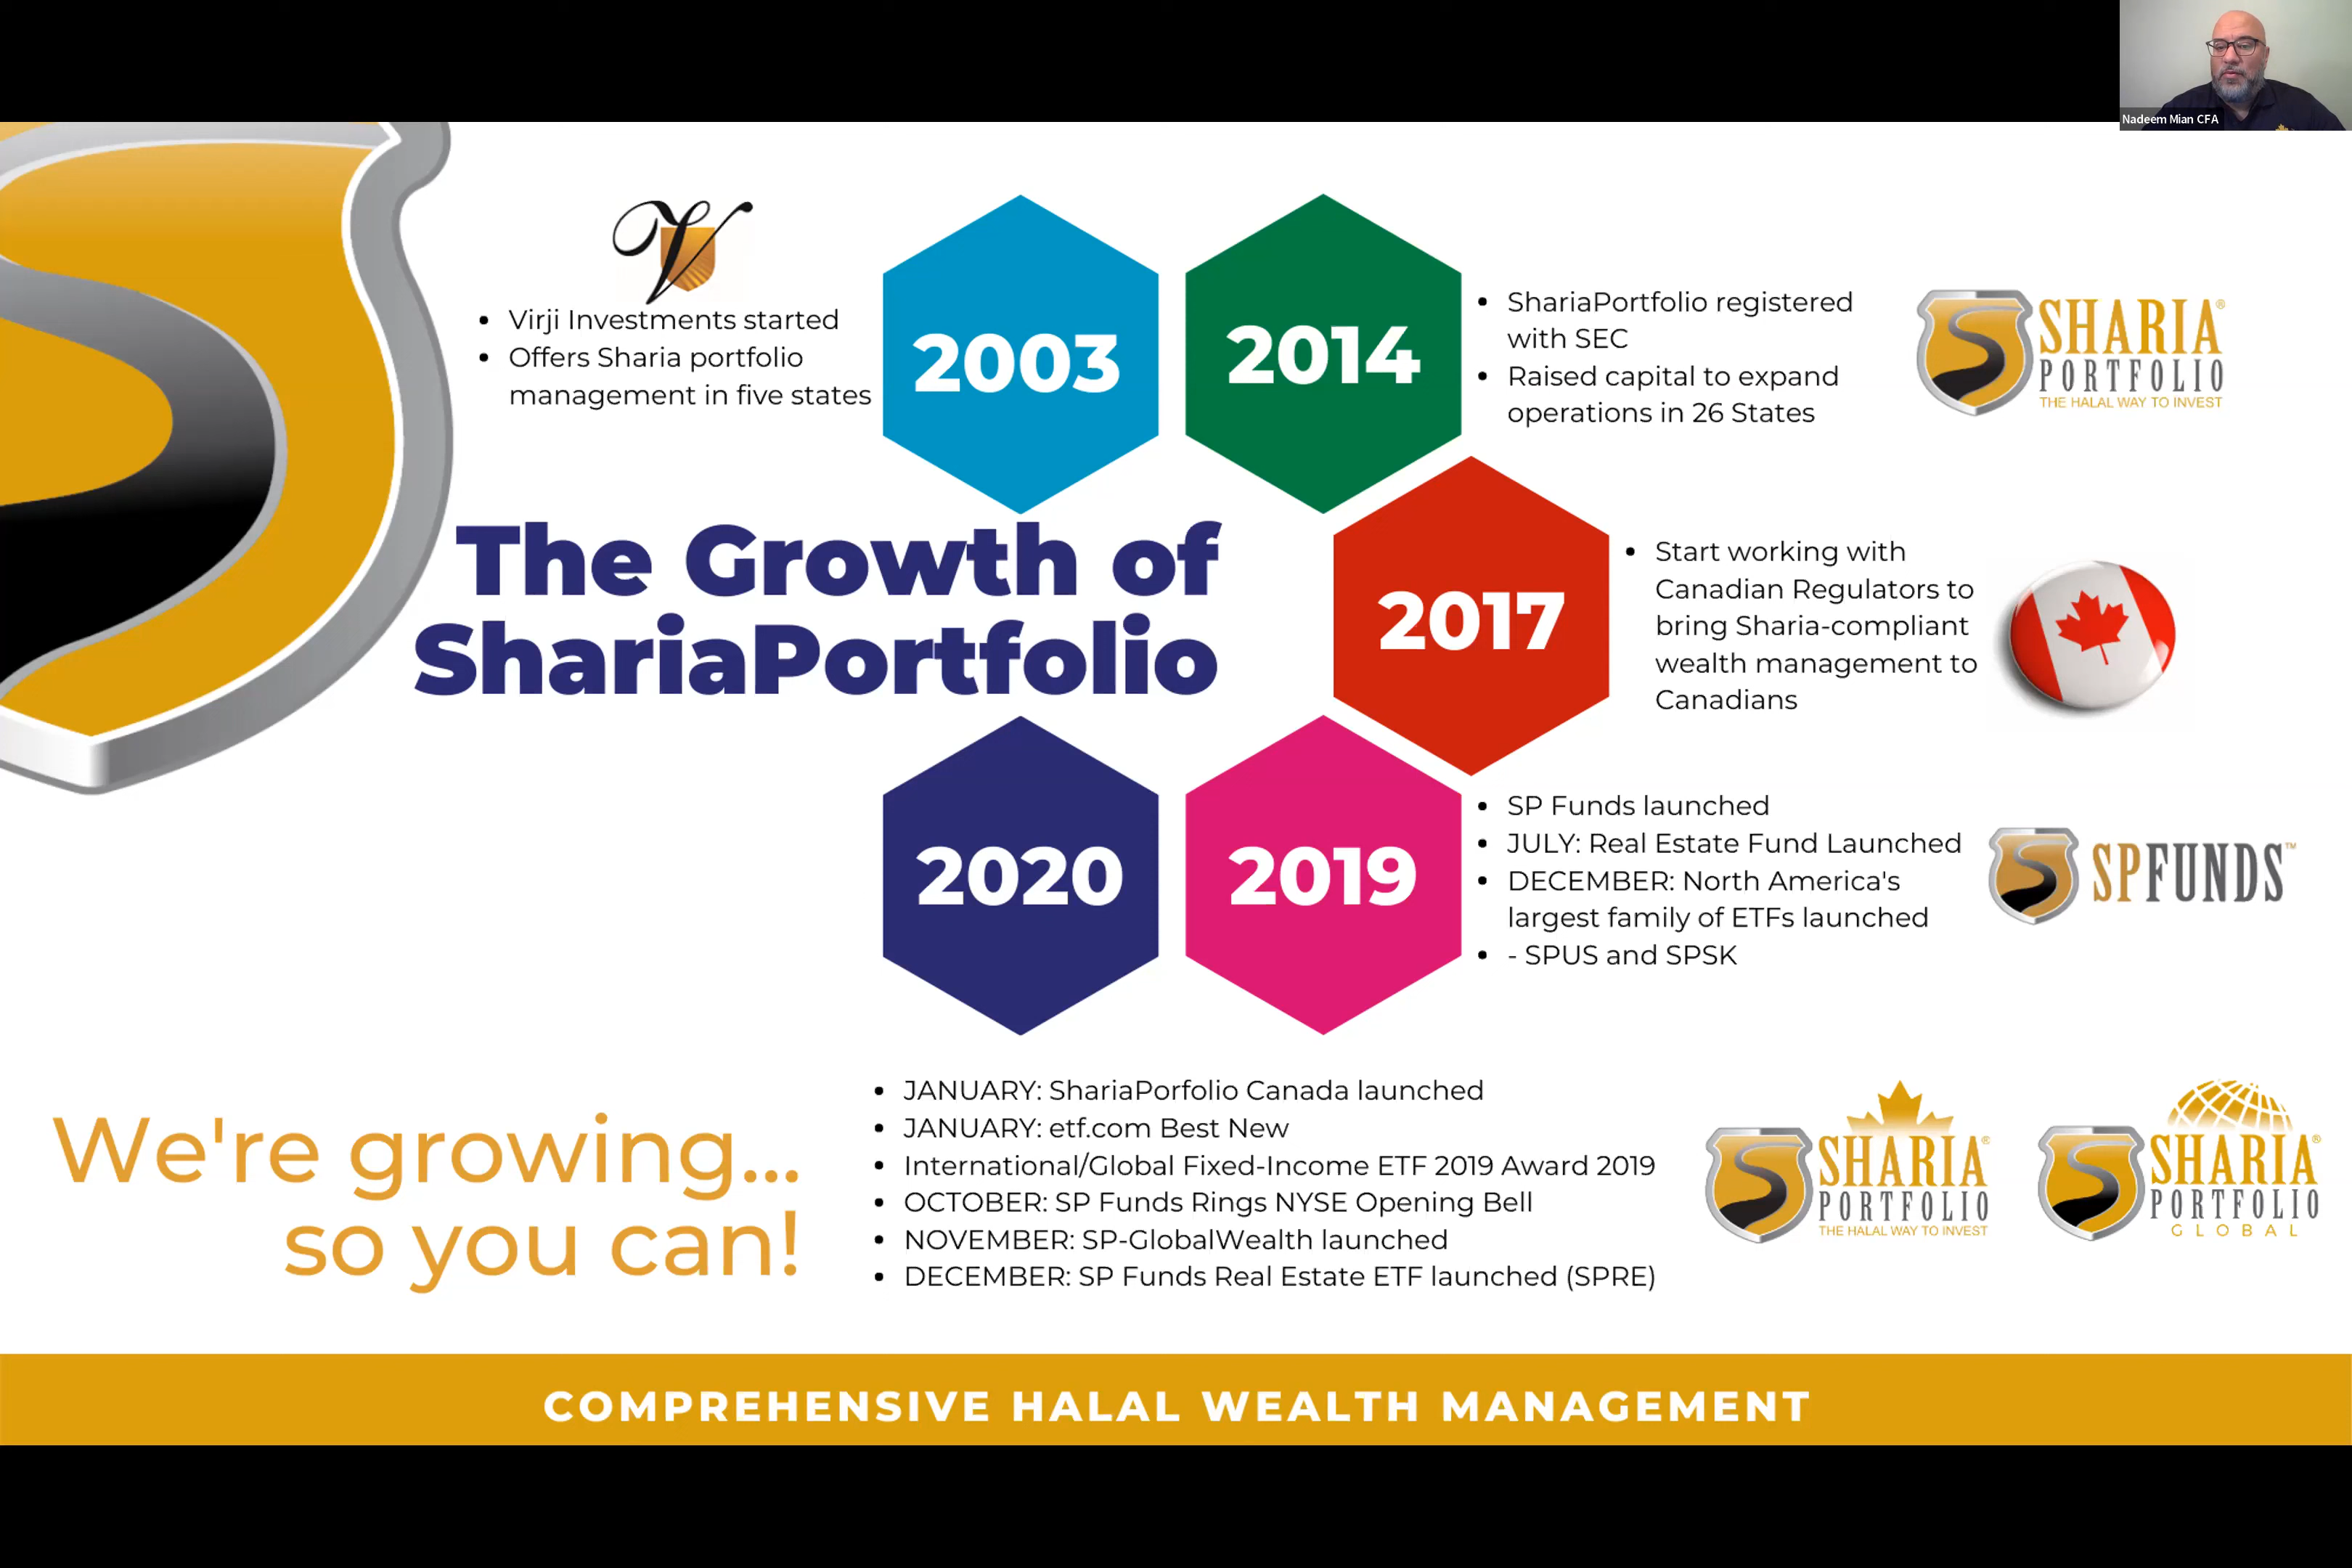 Nadeem Mian CFA
Virji Investments started
Offers Sharia portfolio
management in five states
2003
2014
ShariaPortfolio registered
with SEC
Raised capital to expand
operations in 26 States
SHARIA®
PORTFOLIO
THE HALAL WAY TO INVEST
The Growth of
ShariaPortfolio
2017
Start working with
Canadian Regulators to
bring Sharia-compliant
wealth management to
Canadians
2020
2019
SP Funds launched
JULY: Real Estate Fund Launched
DECEMBER: North America's
largest family of ETFs launched
- SPUS and SPSK
SPFUNDS™
We're growing...
so you can!
JANUARY: ShariaPorfolio Canada launched
JANUARY: etf.com Best New
International/Global Fixed-Income ETF 2019 Award 2019
OCTOBER: SP Funds Rings NYSE Opening Bell
NOVEMBER: SP-GlobalWealth launched
DECEMBER: SP Funds Real Estate ETF launched (SPRE)
SHARIA®
PORTFOLIO
THE HALAL WAY TO INVEST
SHARIA®
PORTFOLIO
GLOBAL
COMPREHENSIVE HALAL WEALTH MANAGEMENT